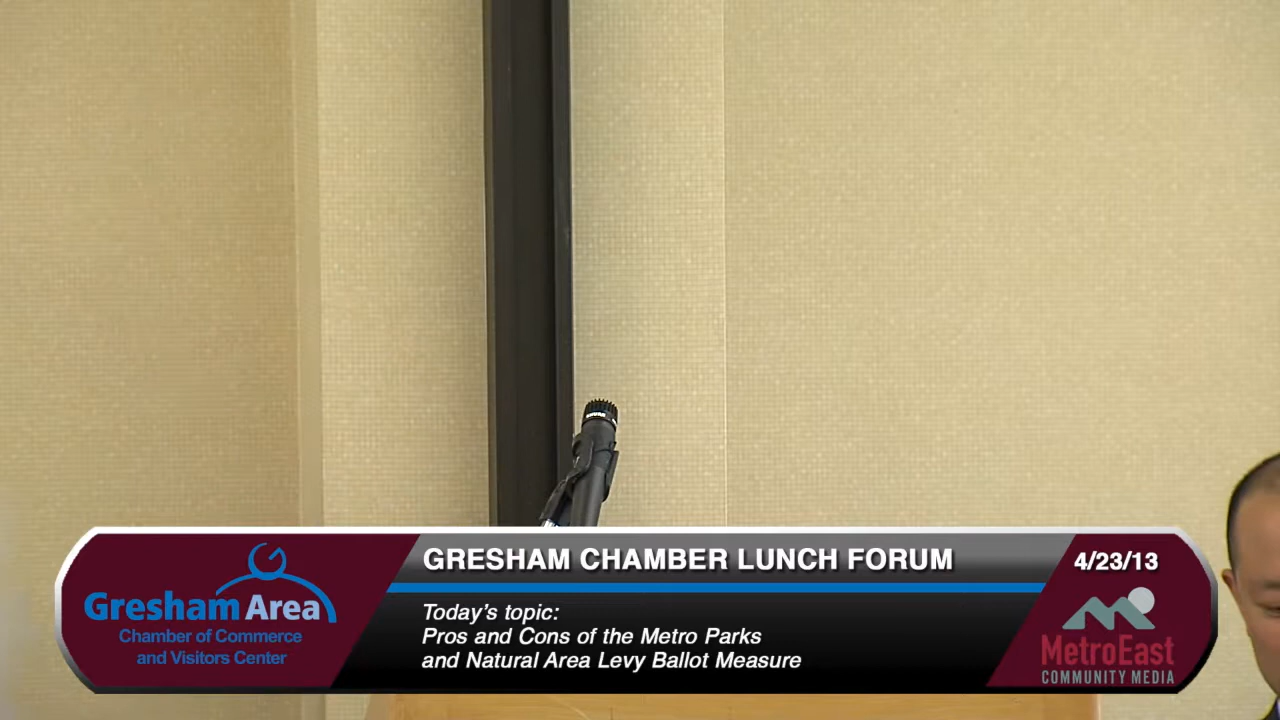 GRESHAM CHAMBER LUNCH FORUM
4/23/13
Gresham Area
Chamber of Commerce
and Visitors Center
Today's topic:
Pros and Cons of the Metro Parks
and Natural Area Levy Ballot Measure
MetroEast
COMMUNITY MEDIA